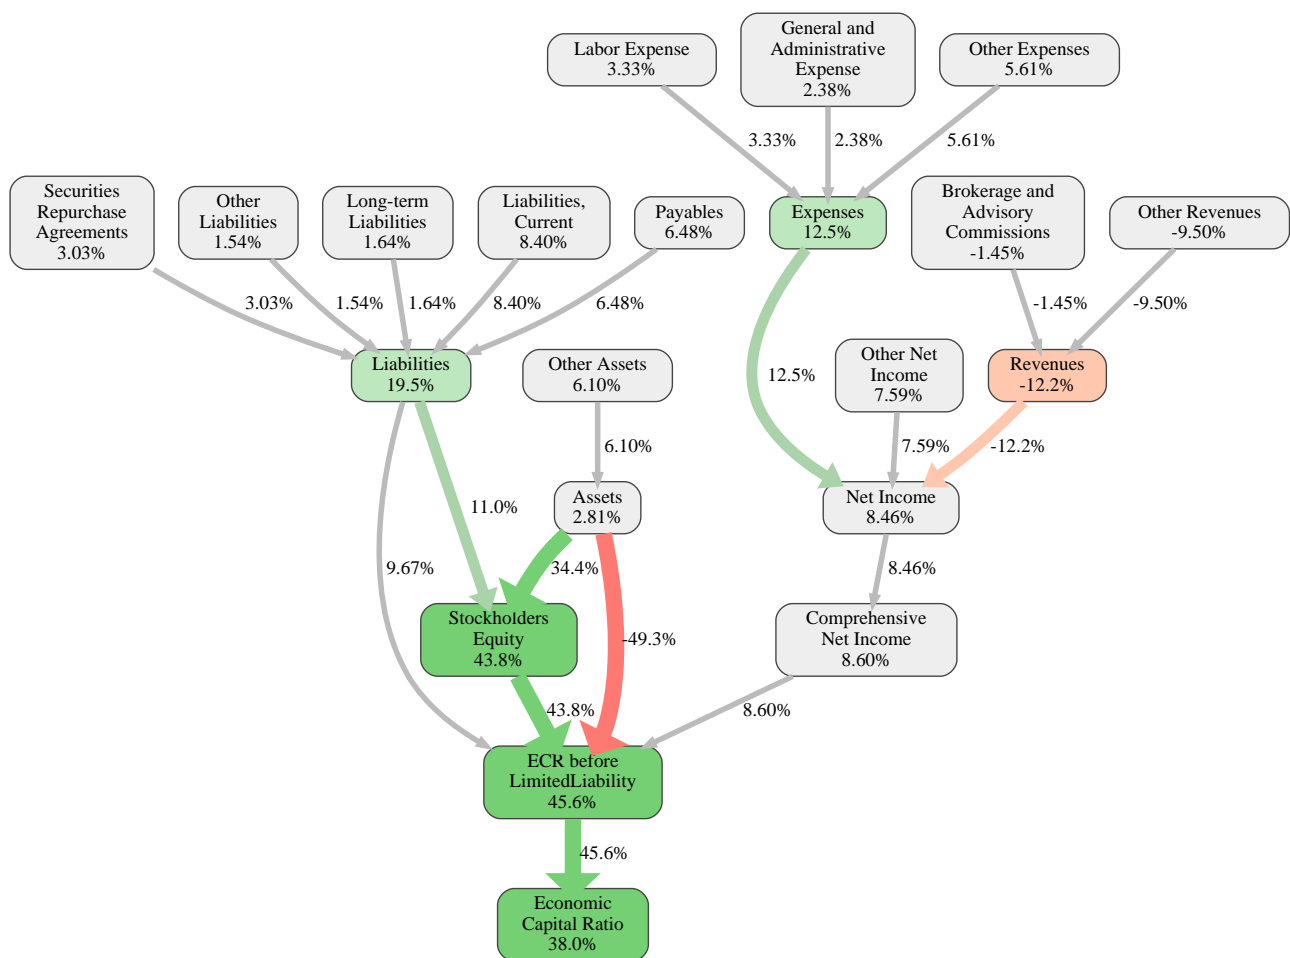 Labor Expense
3.33%
General and
Administrative
Expense
2.38%
Other Expenses
5.61%
3.33%
2.38%
5.61%
Securities
Repurchase
Agreements
3.03%
Other
Liabilities
1.54%
Long-term
Liabilities
1.64%
Liabilities,
Current
8.40%
Payables
6.48%
Expenses
12.5%
Brokerage and
Advisory
Commissions
-1.45%
Other Revenues
-9.50%
3.03%
1.54%
1.64%
8.40%
6.48%
-1.45%
-9.50%
Liabilities
19.5%
Other Assets
6.10%
12.5%
Other Net
Income
7.59%
Revenues
-12.2%
6.10%
7.59%
-12.2%
11.0%
Assets
2.81%
Net Income
8.46%
9.67%
34.4%
8.46%
Stockholders
Equity
43.8%
-49.3%
Comprehensive
Net Income
8.60%
43.8%
8.60%
ECR before
LimitedLiability
45.6%
45.6%
Economic
Capital Ratio
38.0%